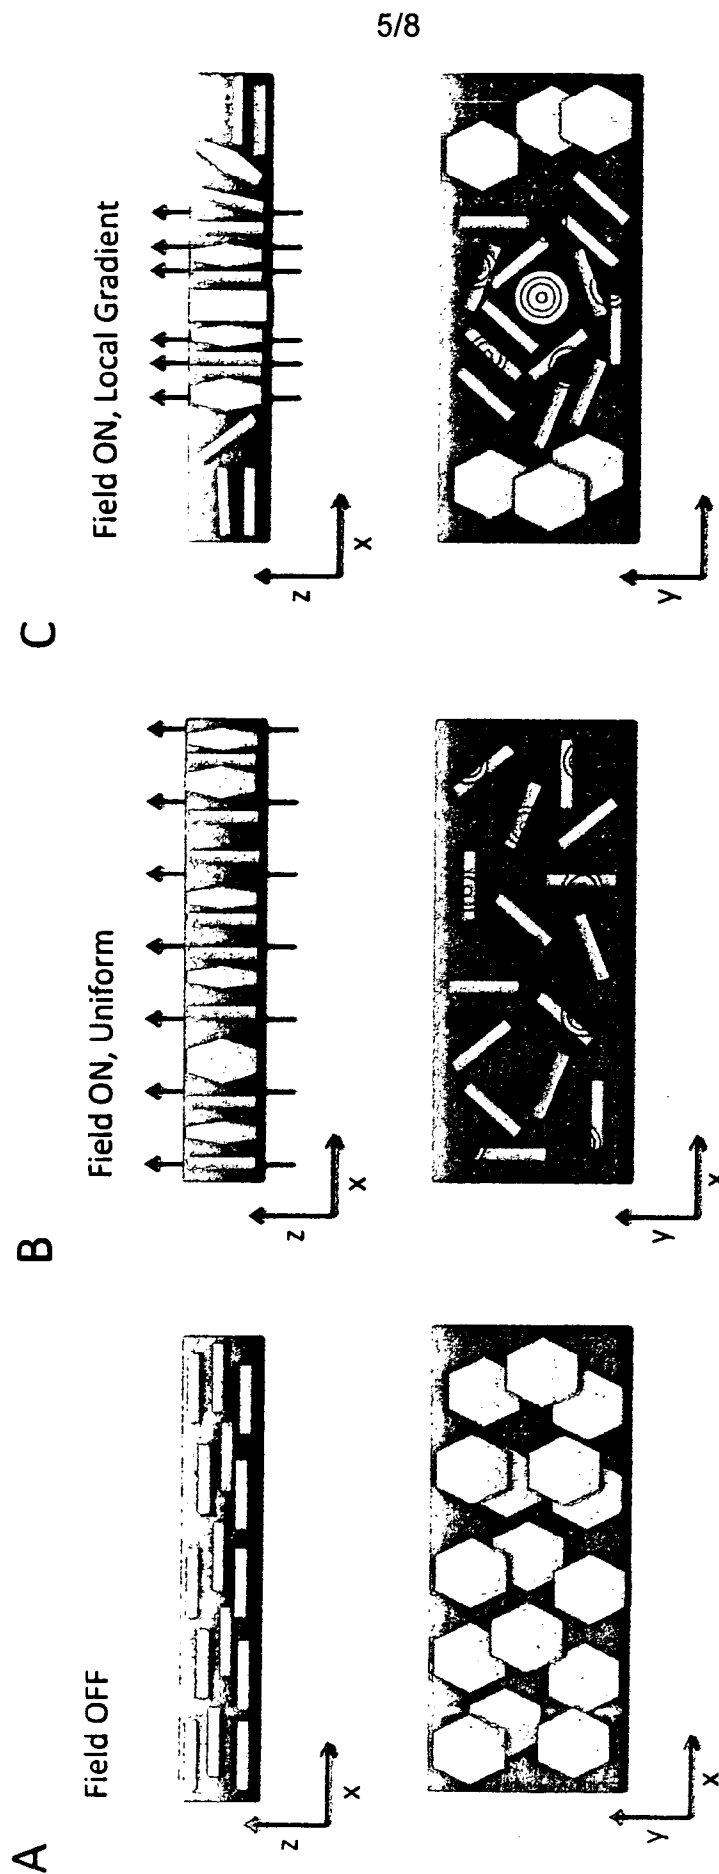 5/8
A
Field OFF
z
x
y
x
B
Field ON, Uniform
z
x
y
x
C
Field ON, Local Gradient
z
x
y